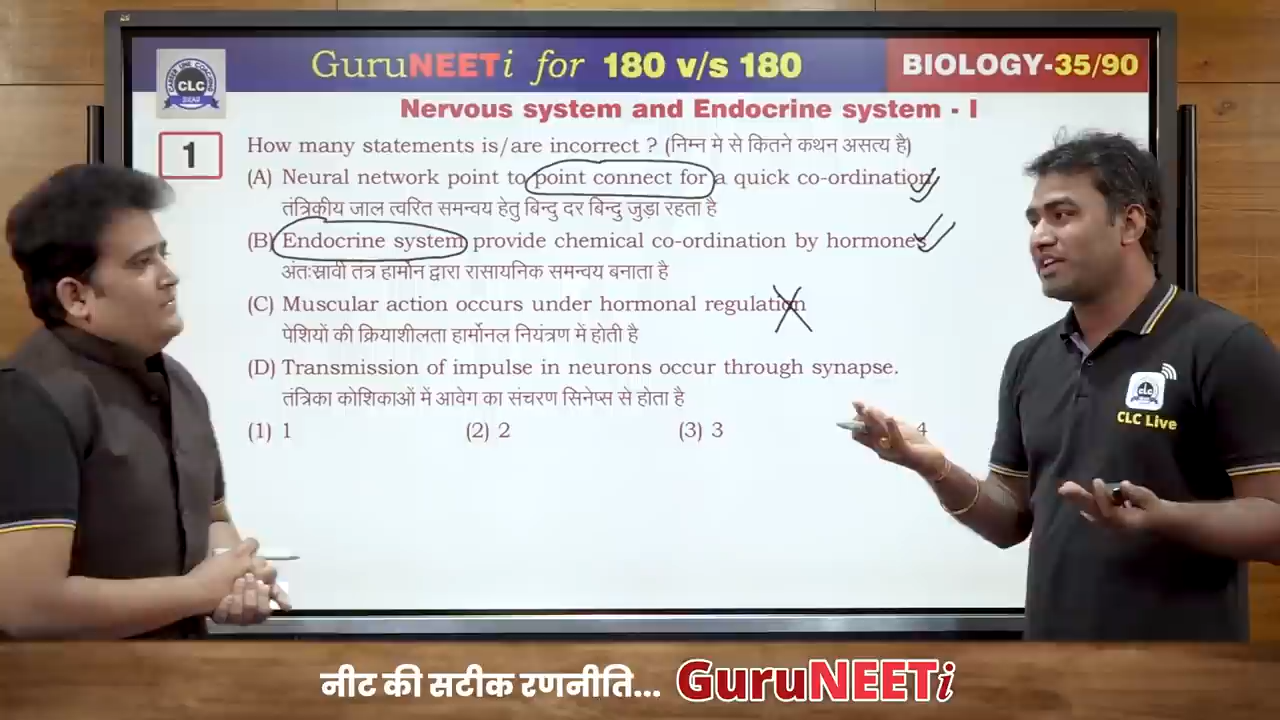 GuruNEETi for 180 v/s 180
BIOLOGY-35/90
CLC
Nervous system and Endocrine system - I
1
How many statements is/are incorrect ? (निम्न मे से कितने कथन असत्य है)
(A) Neural network point to point connect for a quick co-ordination
तंत्रिकीय जाल त्वरित समन्वय हेतु बिन्दु दर बिन्दु जुड़ा रहता है
(B) Endocrine system provide chemical co-ordination by hormones
अंतःस्रावी तंत्र हार्मोन द्वारा रासायनिक समन्वय बनाता है
(C) Muscular action occurs under hormonal regulation
पेशियों की क्रियाशीलता हार्मोनल नियंत्रण में होती है
(D) Transmission of impulse in neurons occur through synapse.
तंत्रिका कोशिकाओं में आवेग का संचरण सिनेप्स से होता है
(1) 1 (2) 2 (3) 3 4
CLC
CLC Live
नीट की सटीक रणनीति... GuruNEETi